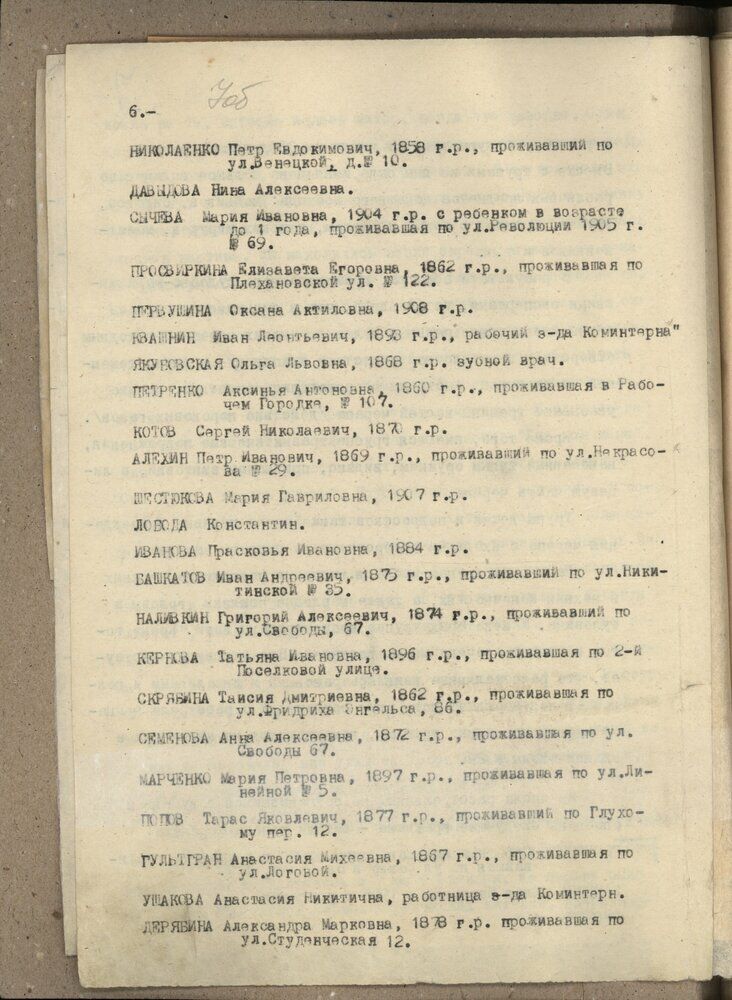 6.-
НИКОЛАЕНКО Петр Евдокимович, 1858 г.р., проживавший по
ул.Венецкой, д.№ 10.
ДАВЫДОВА Нина Алексеевна.
СЫЧЕВА Мария Ивановна, 1904 г.р. с ребенком в возрасте
до 1 года, проживавшая по ул.Революции 1905 г.
№ 69.
ПРОСВИРКИНА Елизавета Егоровна, 1862 г.р., проживавшая по
Плехановской ул. № 122.
ПЕРВУШИНА Оксана Актиловна, 1908 г.р.
КВАШНИН Иван Леонтьевич, 1893 г.р., рабочий з-да Коминтерна"
ЯКУБОВСКАЯ Ольга Львовна, 1868 г.р. зубной врач.
ПЕТРЕНКО Аксинья Антоновна, 1860 г.р., проживавшая в Рабо-
чем Городке, № 107.
КОТОВ Сергей Николаевич, 1870 г.р.
АЛЕХИН Петр Иванович, 1869 г.р., проживавший по ул.Некрасо-
ва № 29.
ШЕСТЮКОВА Мария Гавриловна, 1907 г.р.
ЛОБОДА Константин.
ИВАНОВА Прасковья Ивановна, 1884 г.р.
БАШКАТОВ Иван Андреевич, 1875 г.р., проживавший по ул.Ники-
тинской № 35.
НАЛИВКИН Григорий Алексеевич, 1874 г.р., проживавший по
ул.Свободы, 67.
КЕРНОВА Татьяна Ивановна, 1896 г.р., проживавшая по 2-й
Поселковой улице.
СКРЯБИНА Таисия Дмитриевна, 1862 г.р., проживавшая по
ул.Фридриха Энгельса, 86.
СЕМЕНОВА Анна Алексеевна, 1872 г.р., проживавшая по ул.
Свободы 67.
МАРЧЕНКО Мария Петровна, 1897 г.р., проживавшая по ул.Ли-
нейной № 5.
ПОПОВ Тарас Яковлевич, 1877 г.р., проживавший по Глухо-
му пер. 12.
ГУЛЬТГРАН Анастасия Михеевна, 1867 г.р., проживавшая по
ул.Логовой.
УШАКОВА Анастасия Никитична, работница з-да Коминтерн.
ДЕРЯБИНА Александра Марковна, 1878 г.р. проживавшая по
ул.Студенческая 12.